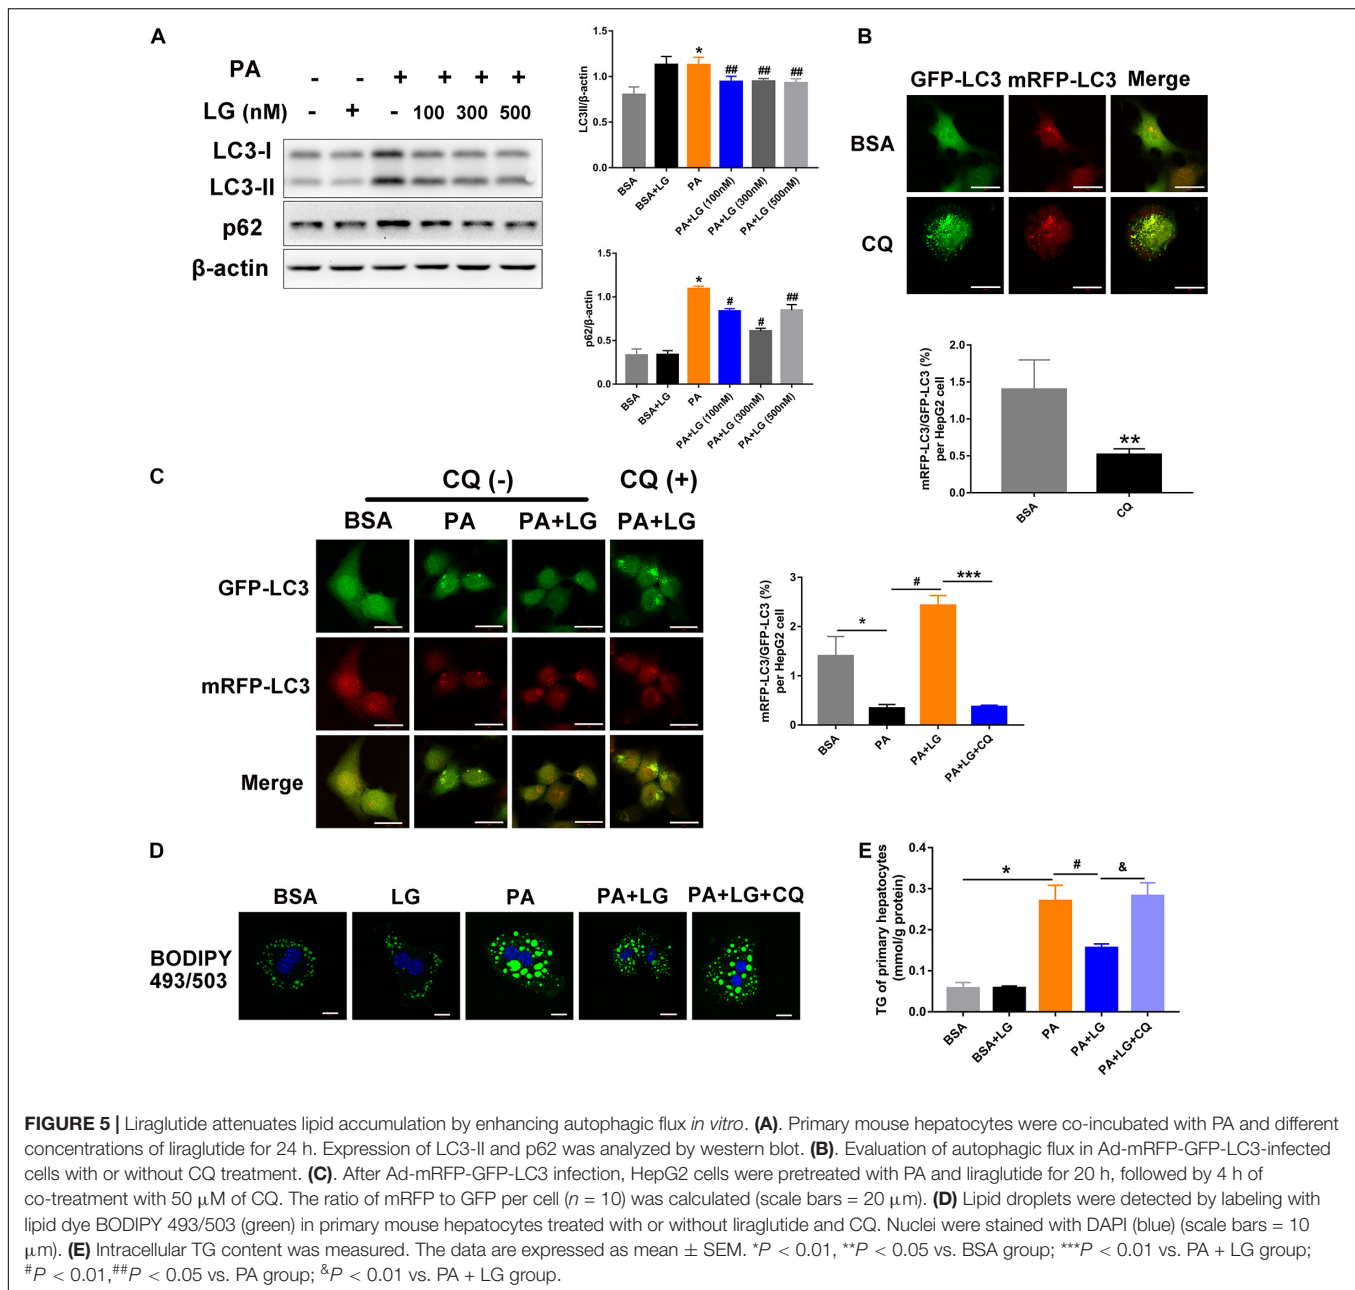 A
PA - - + + + +
LG (nM) - + - 100 300 500
LC3-I
LC3-II
p62
β-actin
LC3II/β-actin
1.5
1.0
0.5
0.0
*
##
##
##
BSA
BSA+LG
PA
PA+LG (100nM)
PA+LG (300nM)
PA+LG (500nM)
p62/β-actin
1.5
1.0
0.5
0.0
*
#
#
##
BSA
BSA+LG
PA
PA+LG (100nM)
PA+LG (300nM)
PA+LG (500nM)
B
GFP-LC3 mRFP-LC3 Merge
BSA
CQ
mRFP-LC3/GFP-LC3 (%)
per HepG2 cell
2.0
1.5
1.0
0.5
0.0
**
BSA
CQ
C
CQ (-) CQ (+)
BSA PA PA+LG PA+LG
GFP-LC3
mRFP-LC3
Merge
mRFP-LC3/GFP-LC3 (%)
per HepG2 cell
3
2
1
0
*
#
***
BSA
PA
PA+LG
PA+LG+CQ
D
BSA LG PA PA+LG PA+LG+CQ
BODIPY
493/503
E
TG of primary hepatocytes
(mmol/g protein)
0.4
0.3
0.2
0.1
0.0
*
#
&
BSA
BSA+LG
PA
PA+LG
PA+LG+CQ
FIGURE 5 | Liraglutide attenuates lipid accumulation by enhancing autophagic flux in vitro. (A). Primary mouse hepatocytes were co-incubated with PA and different
concentrations of liraglutide for 24 h. Expression of LC3-II and p62 was analyzed by western blot. (B). Evaluation of autophagic flux in Ad-mRFP-GFP-LC3-infected
cells with or without CQ treatment. (C). After Ad-mRFP-GFP-LC3 infection, HepG2 cells were pretreated with PA and liraglutide for 20 h, followed by 4 h of
co-treatment with 50 μM of CQ. The ratio of mRFP to GFP per cell (n = 10) was calculated (scale bars = 20 μm). (D) Lipid droplets were detected by labeling with
lipid dye BODIPY 493/503 (green) in primary mouse hepatocytes treated with or without liraglutide and CQ. Nuclei were stained with DAPI (blue) (scale bars = 10
μm). (E) Intracellular TG content was measured. The data are expressed as mean ± SEM. *P < 0.01, **P < 0.05 vs. BSA group; ***P < 0.01 vs. PA + LG group;
#P < 0.01,##P < 0.05 vs. PA group; &P < 0.01 vs. PA + LG group.